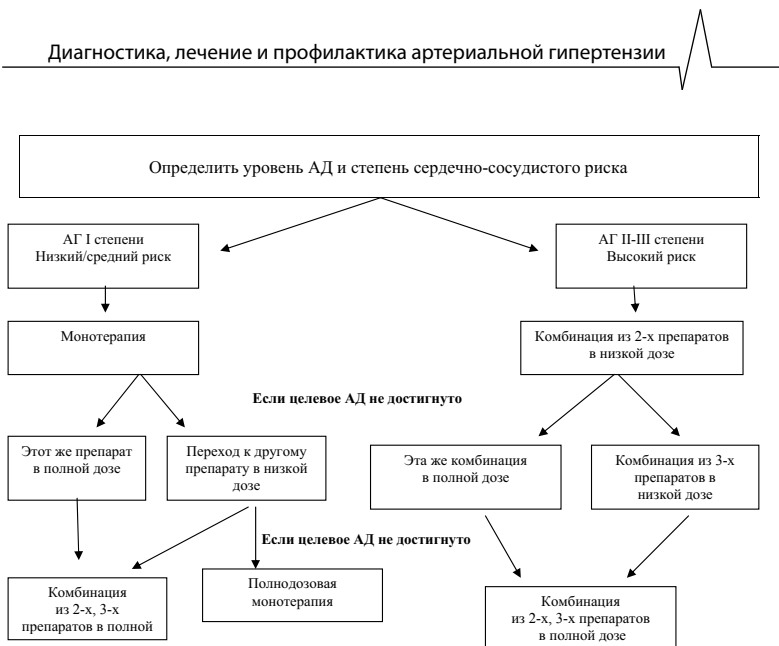 Диагностика, лечение и профилактика артериальной гипертензии
Определить уровень АД и степень сердечно-сосудистого риска
АГ I степени
Низкий/средний риск
АГ II-III степени
Высокий риск
Монотерапия
Комбинация из 2-х препаратов
в низкой дозе
Если целевое АД не достигнуто
Этот же препарат
в полной дозе
Переход к другому
препарату в низкой
дозе
Эта же комбинация
в полной дозе
Комбинация из 3-х
препаратов в
низкой дозе
Если целевое АД не достигнуто
Комбинация
из 2-х, 3-х
препаратов в полной
Полнодозовая
монотерапия
Комбинация
из 2-х, 3-х препаратов
в полной дозе